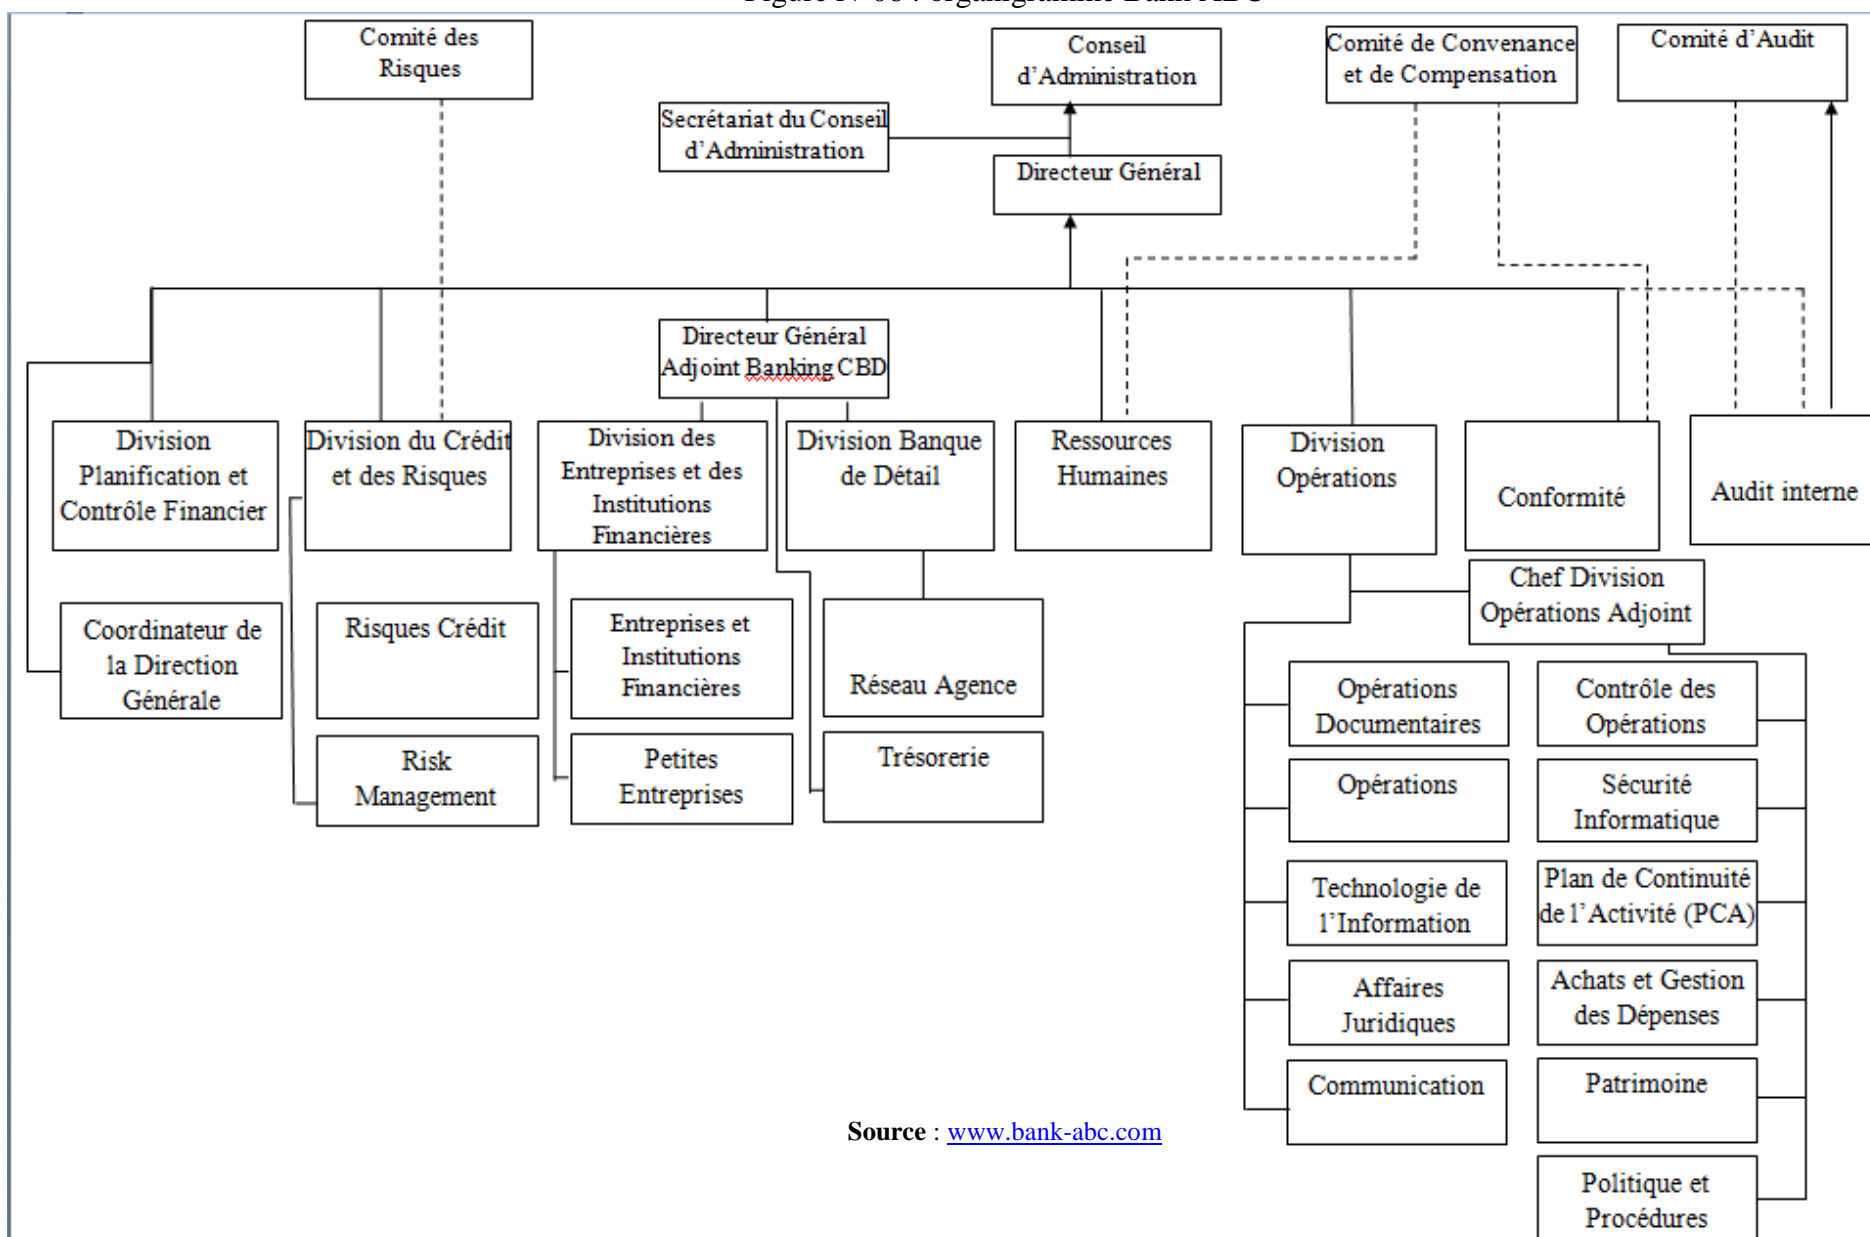 Figure N°08 : organigramme Bank ABC
Comité des
Risques
Conseil
d'Administration
Comité de Convenance
et de Compensation
Comité d'Audit
Secrétariat du Conseil
d'Administration
Directeur Général
Directeur Général
Adjoint Banking CBD
Division
Planification et
Contrôle Financier
Division du Crédit
et des Risques
Division des
Entreprises et des
Institutions
Financières
Division Banque
de Détail
Ressources
Humaines
Division
Opérations
Conformité
Audit interne
Chef Division
Opérations Adjoint
Coordinateur de
la Direction
Générale
Risques Crédit
Entreprises et
Institutions
Financières
Réseau Agence
Risk
Management
Petites
Entreprises
Trésorerie
Opérations
Documentaires
Contrôle des
Opérations
Opérations
Sécurité
Informatique
Technologie de
l'Information
Plan de Continuité
de l'Activité (PCA)
Affaires
Juridiques
Achats et Gestion
des Dépenses
Communication
Patrimoine
Politique et
Procédures
Source : www.bank-abc.com